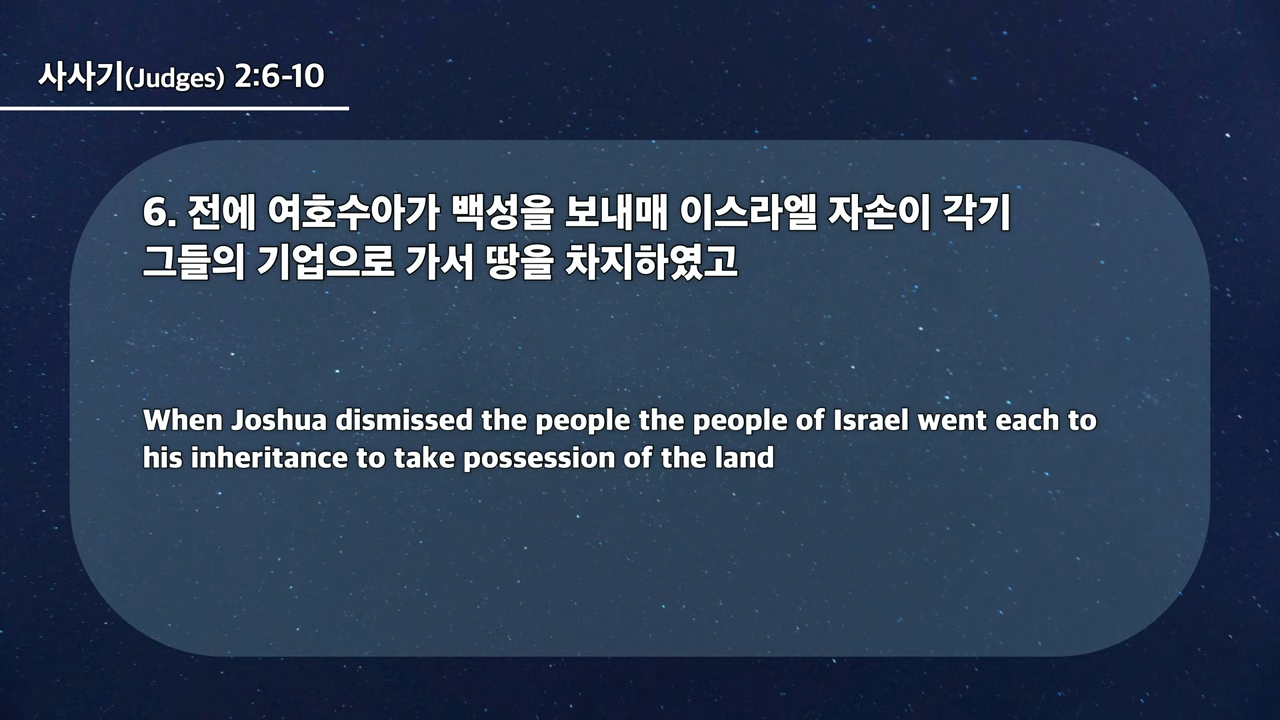 사사기(Judges) 2:6-10
6. 전에 여호수아가 백성을 보내매 이스라엘 자손이 각기
그들의 기업으로 가서 땅을 차지하였고
When Joshua dismissed the people the people of Israel went each to
his inheritance to take possession of the land